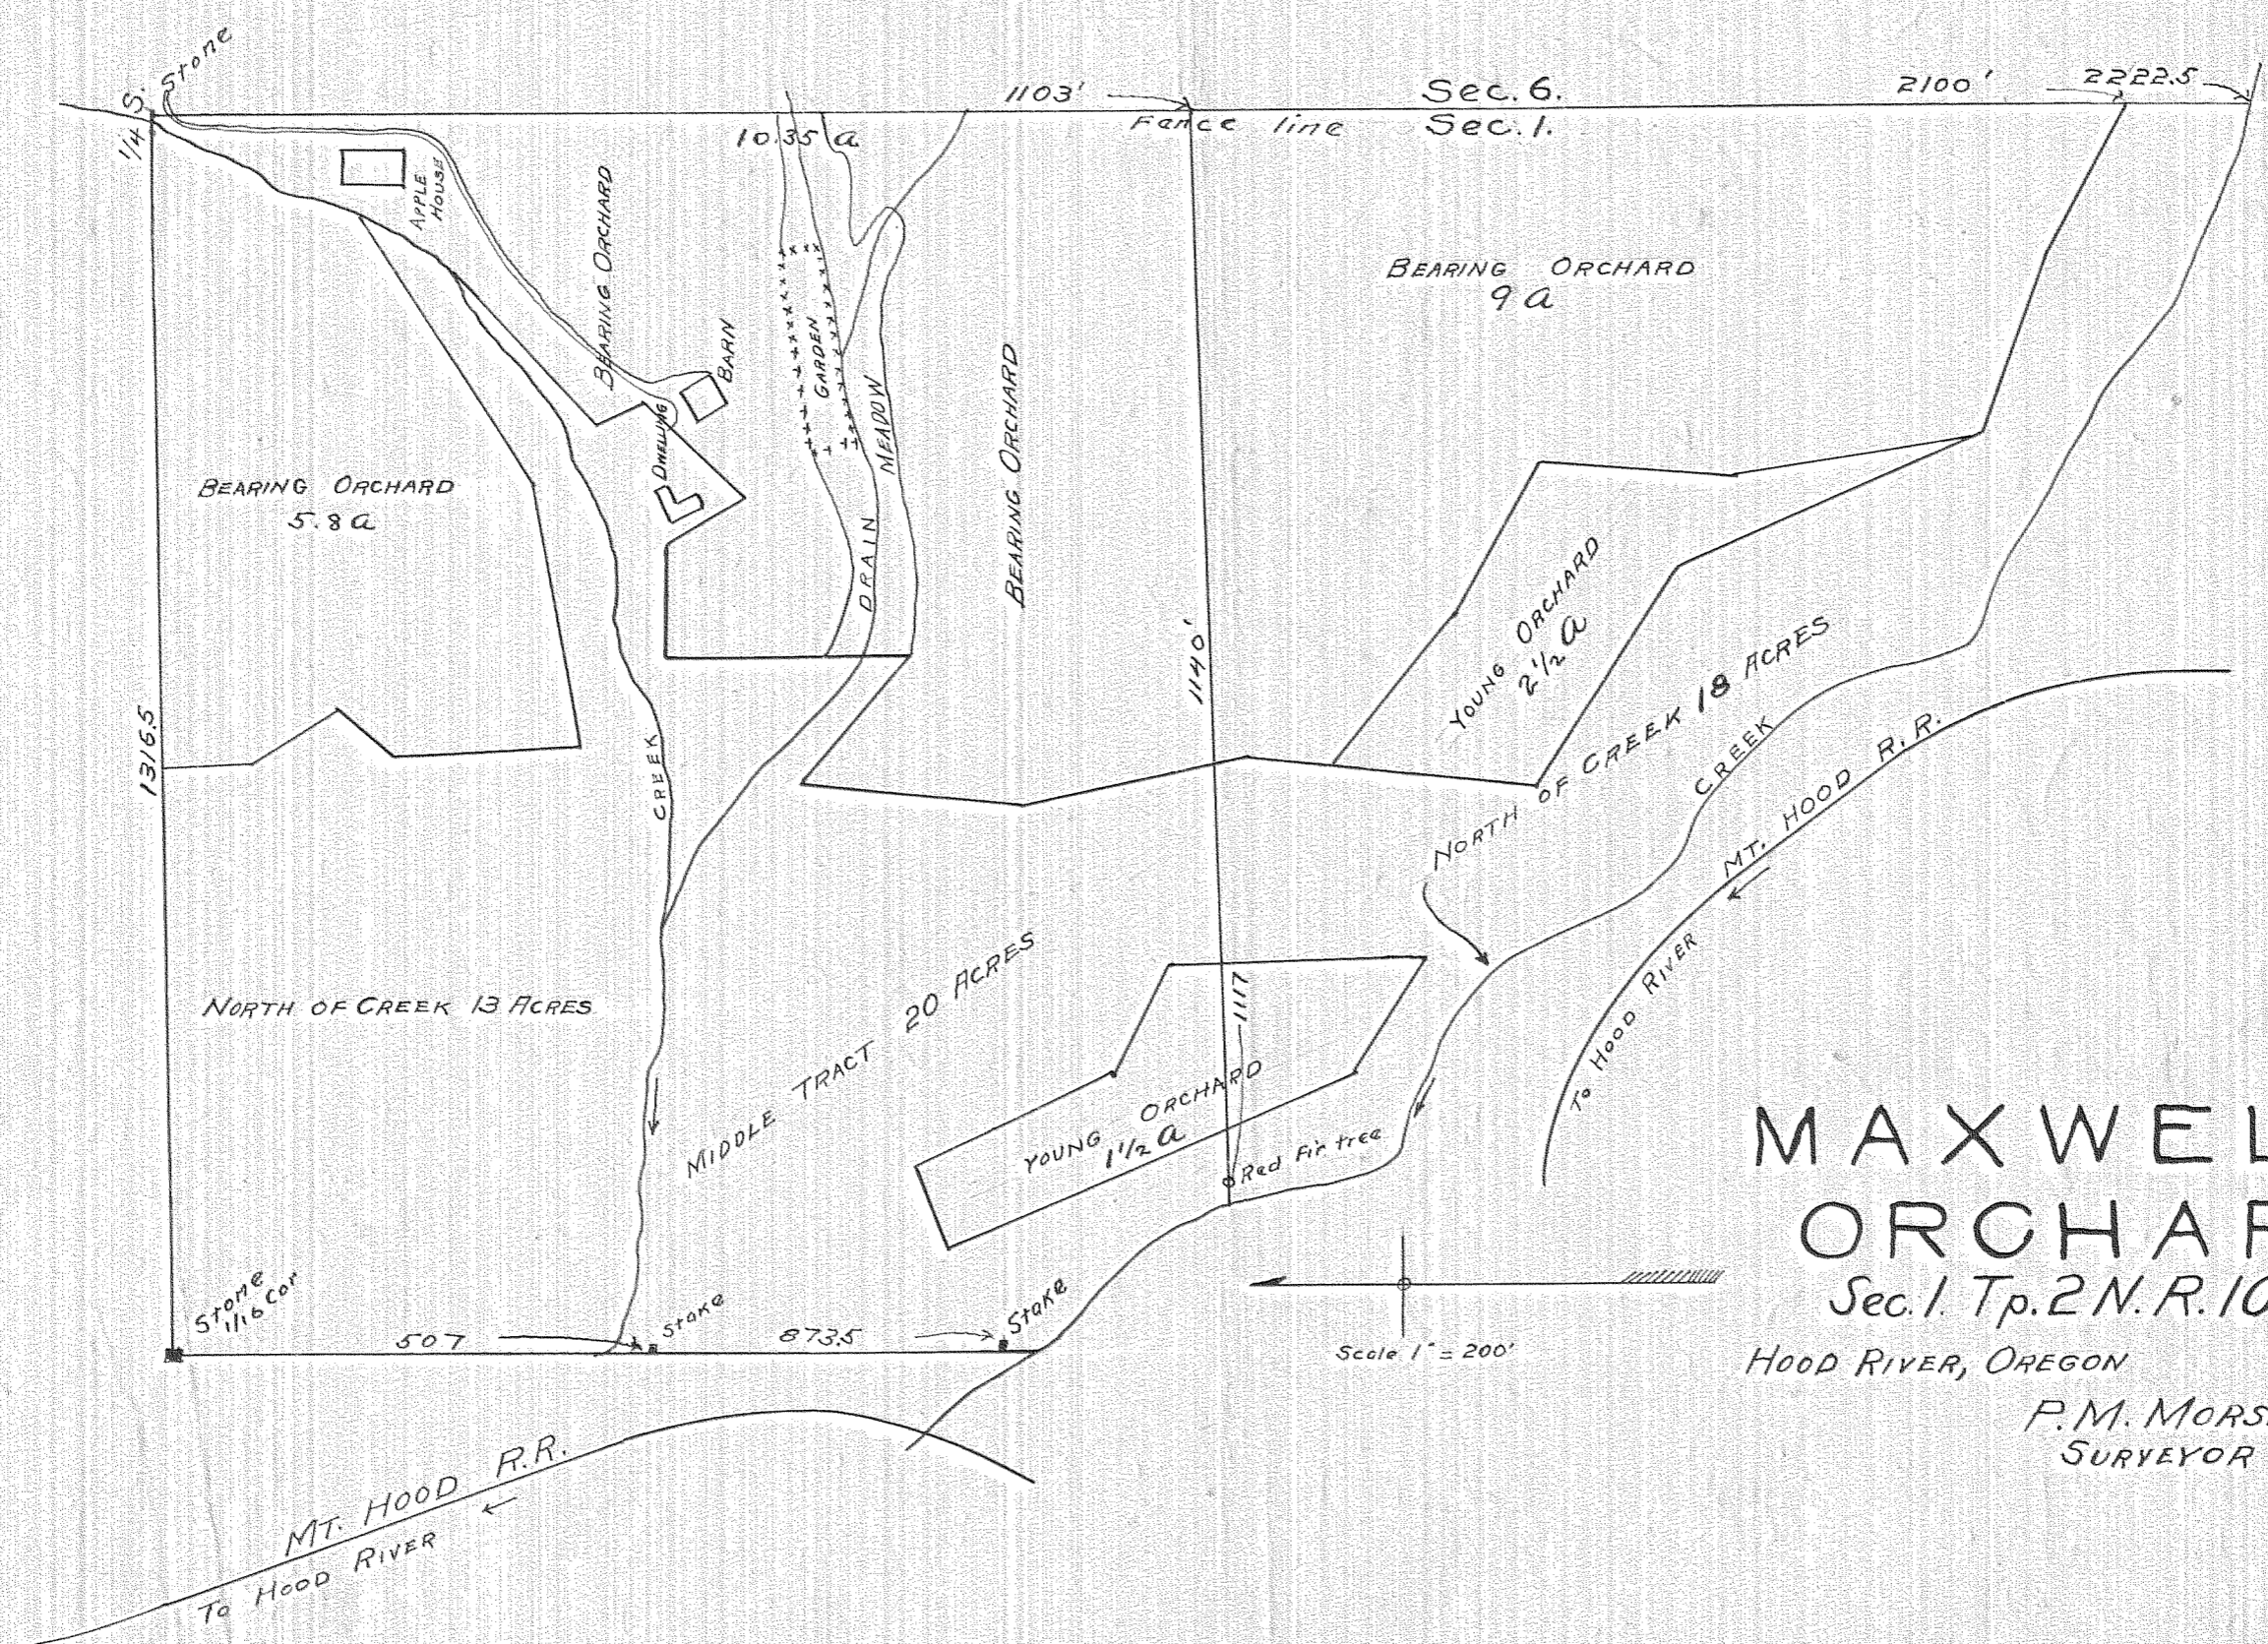 Stone
1/4 S.
1103'
Sec. 6.
2100'
2222.5
Fence line
Sec. 1.
10.35 a
APPLE
HOUSE
BEARING ORCHARD
BARN
DWELLING
GARDEN
MEADOW
DRAIN
BEARING ORCHARD
BEARING ORCHARD
9 a
BEARING ORCHARD
5.8 a
YOUNG ORCHARD
2 1/2 a
1140'
1316.5
CREEK
NORTH OF CREEK 18 ACRES
CREEK
MT. HOOD R.R.
TO HOOD RIVER
NORTH OF CREEK 13 ACRES
MIDDLE TRACT 20 ACRES
1117
YOUNG ORCHARD
1 1/2 a
Red Fir tree
Stone
1/16 Cor
507
Stake
873.5
Stake
Scale 1" = 200'
MT. HOOD R.R.
TO HOOD RIVER
MAXWEL
ORCHAR
Sec. 1. Tp. 2 N. R. 10
HOOD RIVER, OREGON
P. M. MORS
SURVEYOR